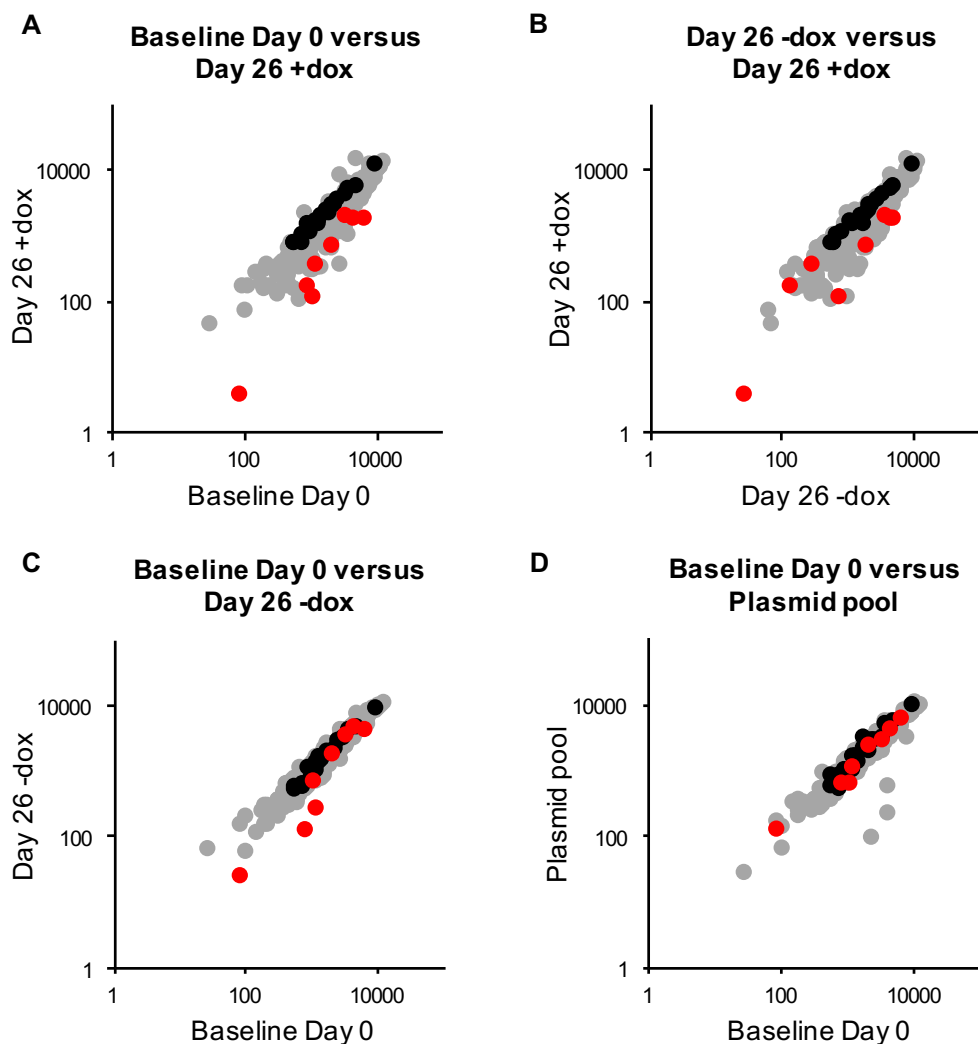 A
Baseline Day 0 versus
Day 26 +dox
Day 26 +dox
10000
100
1
1
100
10000
Baseline Day 0
B
Day 26 -dox versus
Day 26 +dox
Day 26 +dox
10000
100
1
1
100
10000
Day 26 -dox
C
Baseline Day 0 versus
Day 26 -dox
Day 26 -dox
10000
100
1
1
100
10000
Baseline Day 0
D
Baseline Day 0 versus
Plasmid pool
Plasmid pool
10000
100
1
1
100
10000
Baseline Day 0